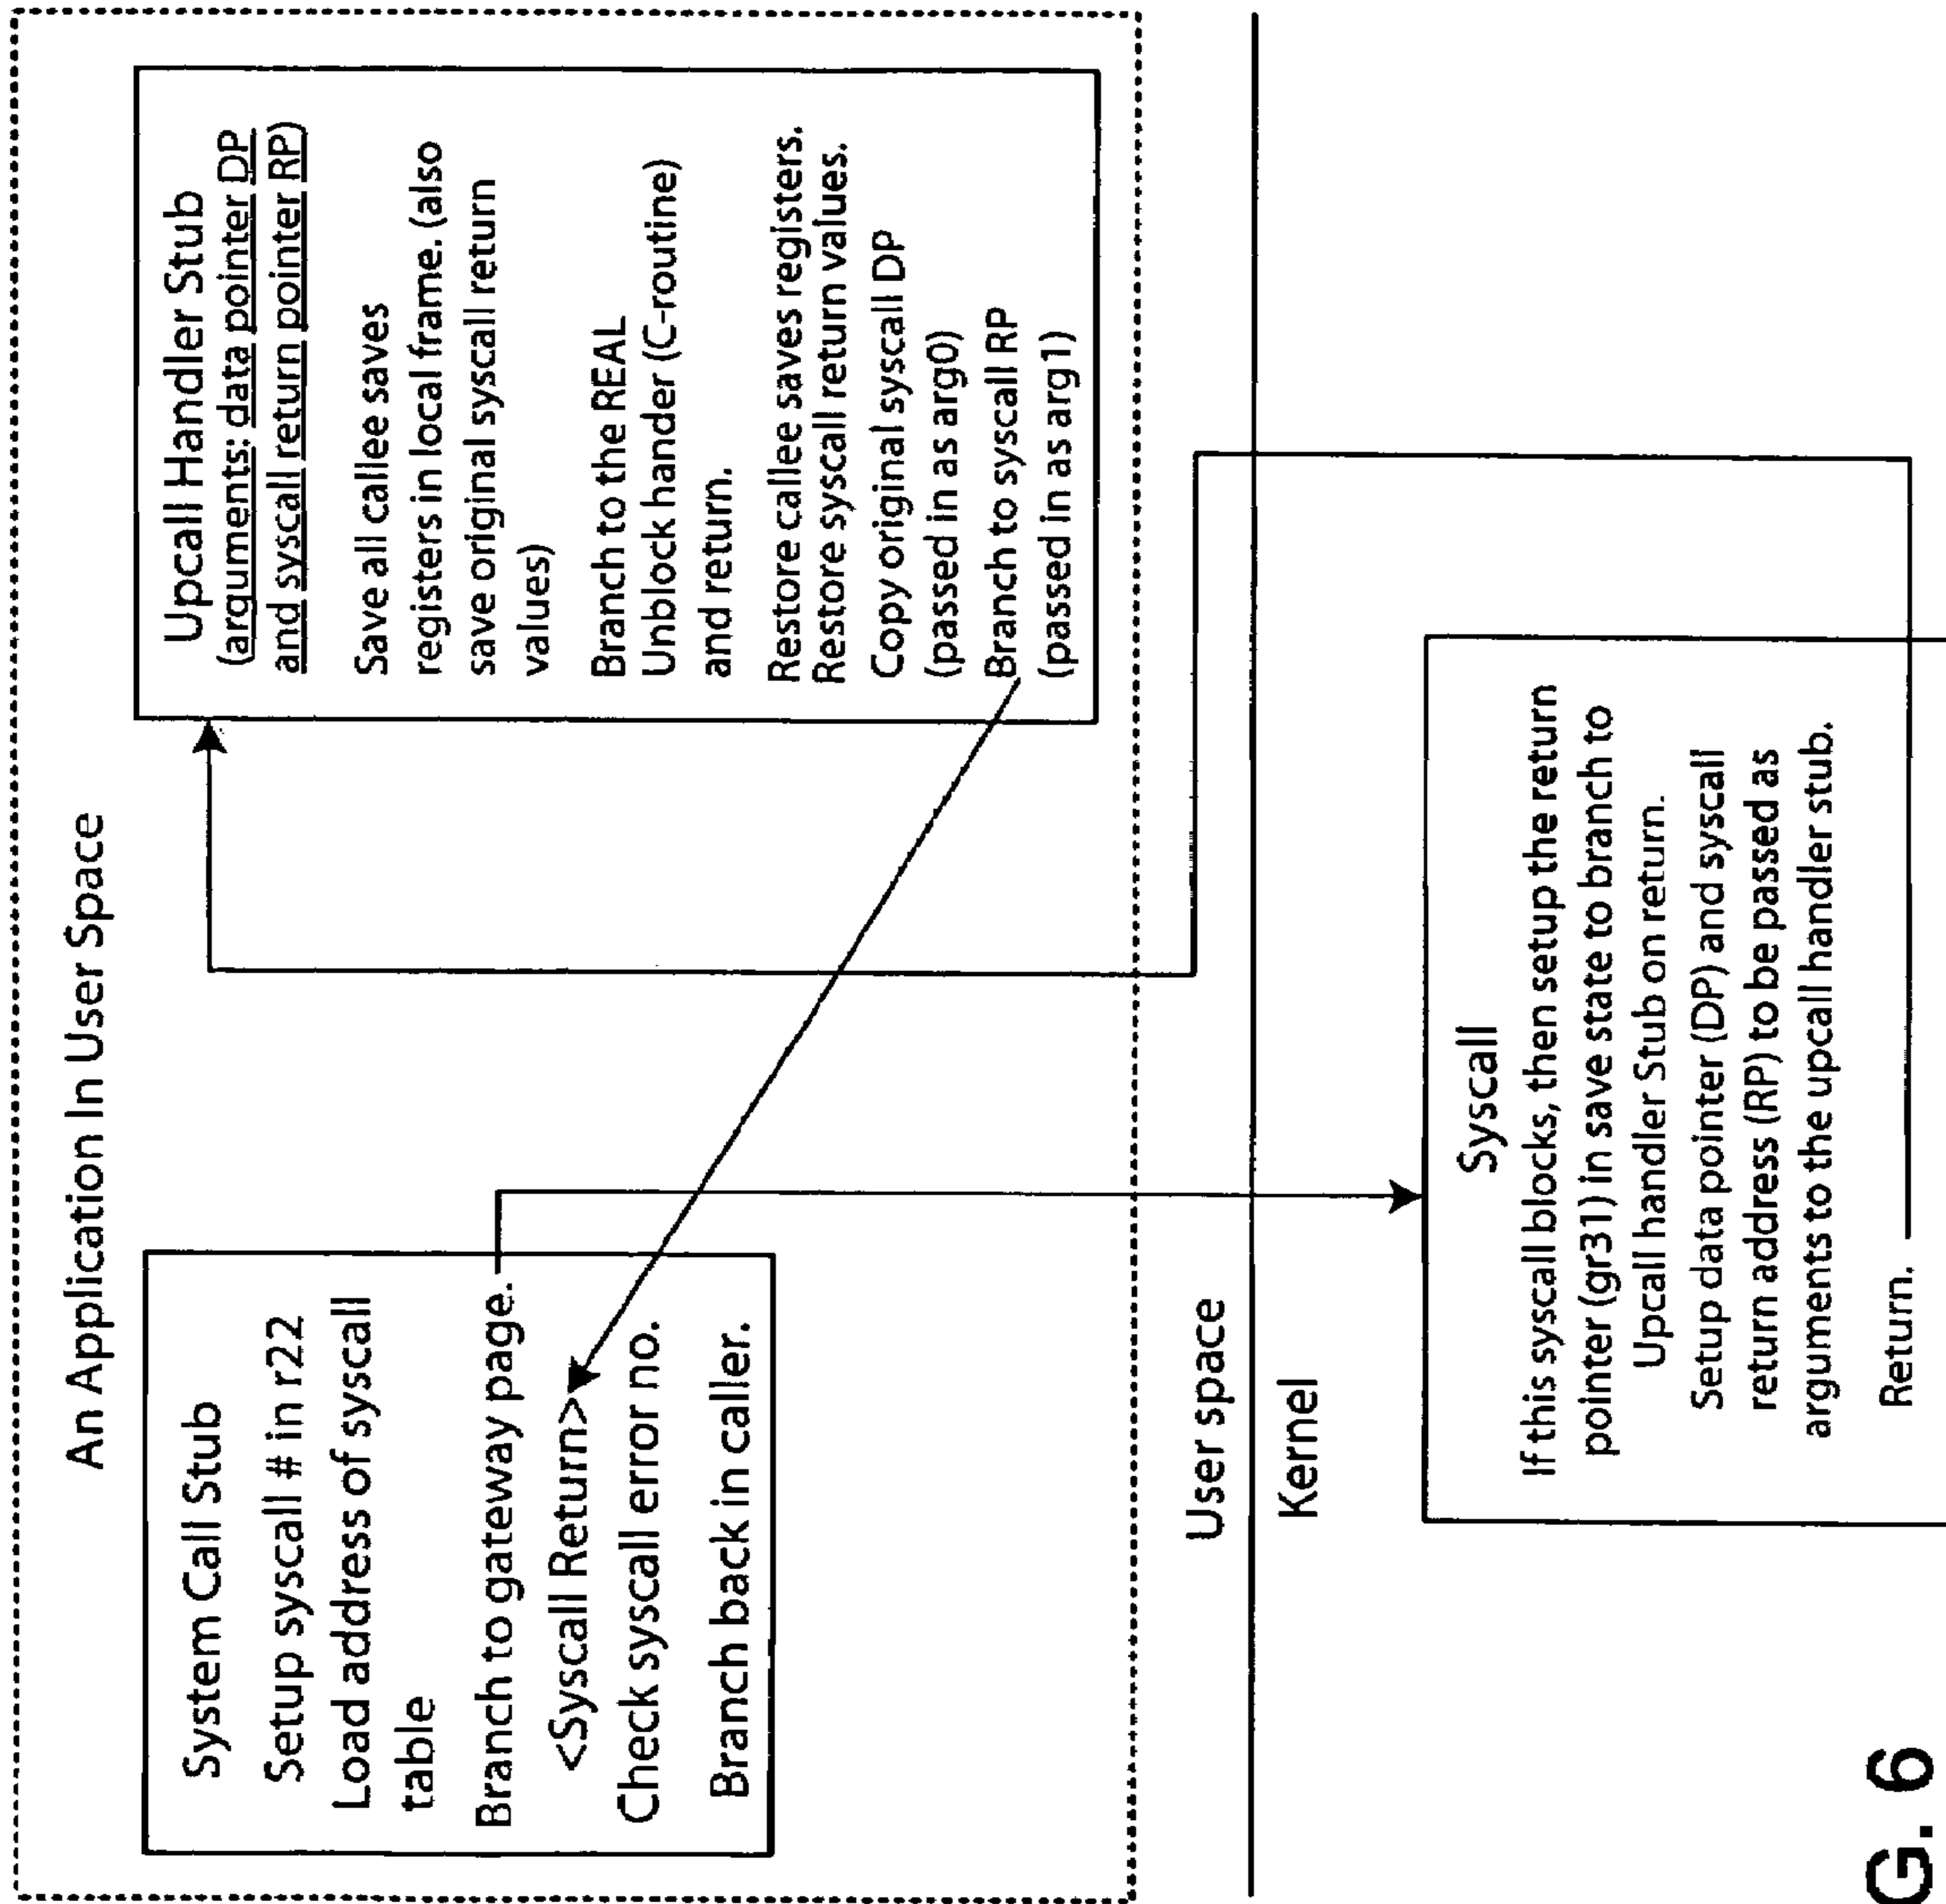 An Application In User Space
System Call Stub
Setup syscall # in r22
Load address of syscall
table
Branch to gateway page.
<Syscall Return>
Check syscall error no.
Branch back in caller.
Upcall Handler Stub
(arguments: data pointer DP
and syscall return pointer RP)
Save all callee saves
registers in local frame. (also
save original syscall return
values)
Branch to the REAL
Unblock hander (C-routine)
and return.
Restore callee saves registers.
Restore syscall return values.
Copy original syscall DP
(passed in as arg0)
Branch to syscall RP
(passed in as arg1)
User space
Kernel
Syscall
If this syscall blocks, then setup the return
pointer (gr31) in save state to branch to
Upcall handler Stub on return.
Setup data pointer (DP) and syscall
return address (RP) to be passed as
arguments to the upcall handler stub.
Return.
G. 6